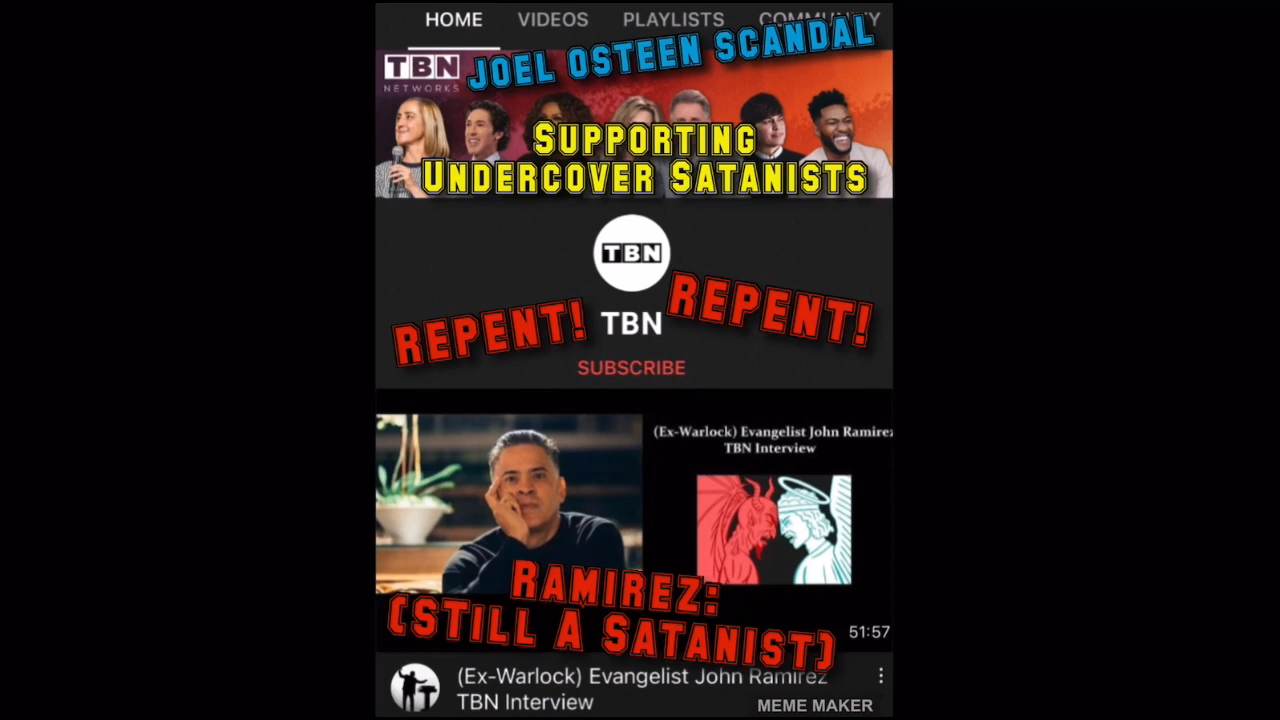 HOME VIDEOS PLAYLISTS COMMUNITY
TBN
NETWORKS
JOEL OSTEEN SCANDAL
SUPPORTING
UNDERCOVER SATANISTS
TBN
REPENT! TBN REPENT!
SUBSCRIBE
(Ex-Warlock) Evangelist John Ramirez
TBN Interview
RAMIREZ:
(STILL A SATANIST)
51:57
(Ex-Warlock) Evangelist John Ramirez
TBN Interview
MEME MAKER